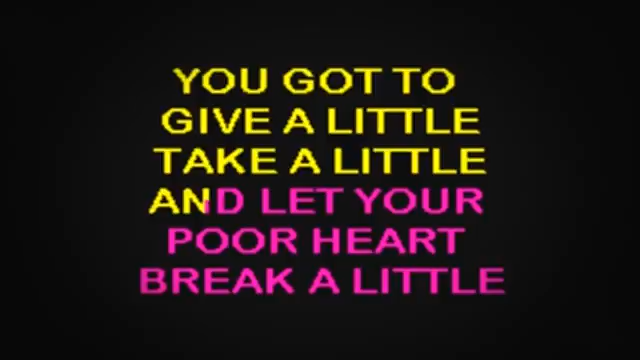 YOU GOT TO
GIVE A LITTLE
TAKE A LITTLE
AND LET YOUR
POOR HEART
BREAK A LITTLE